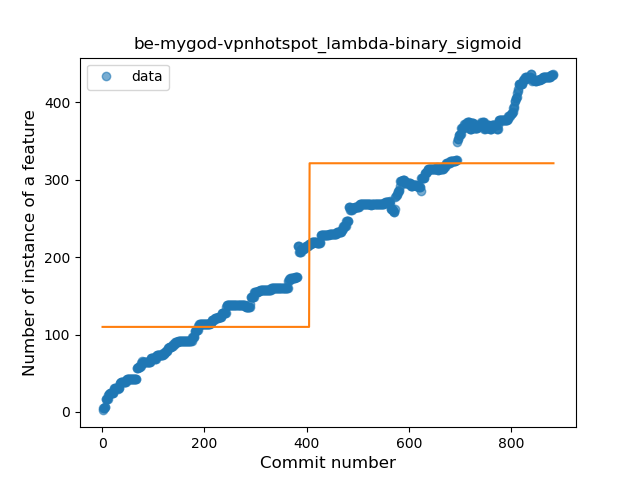 be-mygod-vpnhotspot_lambda-binary_sigmoid
data
Number of instance of a feature
400
300
200
100
0
0 200 400 600 800
Commit number